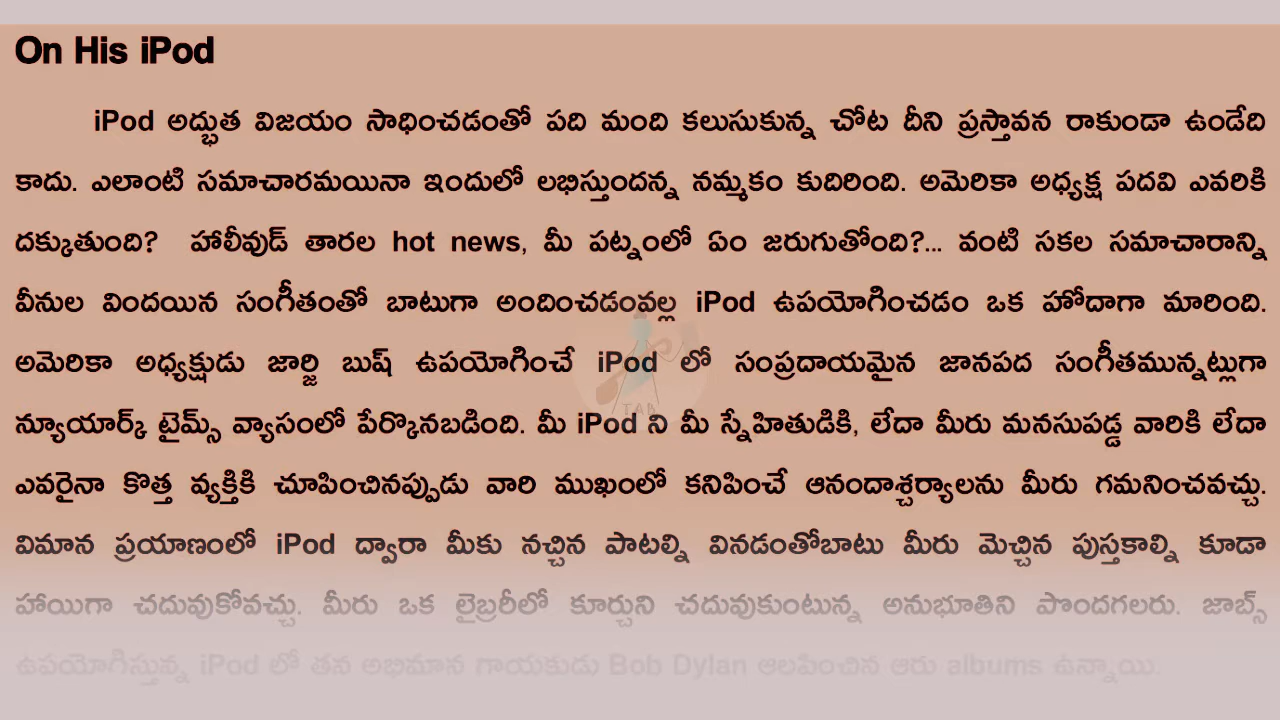 On His iPod
iPod అద్భుత విజయం సాధించడంతో పది మంది కలుసుకున్న చోట దీని ప్రస్తావన రాకుండా ఉండేది
కాదు. ఎలాంటి సమాచారమయినా ఇందులో లభిస్తుందన్న నమ్మకం కుదిరింది. అమెరికా అధ్యక్ష పదవి ఎవరికి
దక్కుతుంది? హాలీవుడ్ తారల hot news, మీ పట్నంలో ఏం జరుగుతోంది?... వంటి సకల సమాచారాన్ని
వీనుల విందయిన సంగీతంతో బాటుగా అందించడంవల్ల iPod ఉపయోగించడం ఒక హోదాగా మారింది.
అమెరికా అధ్యక్షుడు జార్జి బుష్ ఉపయోగించే iPod లో సంప్రదాయమైన జానపద సంగీతమున్నట్లుగా
న్యూయార్క్ టైమ్స్ వ్యాసంలో పేర్కొనబడింది. మీ iPod ని మీ స్నేహితుడికి, లేదా మీరు మనసుపడ్డ వారికి లేదా
ఎవరైనా కొత్త వ్యక్తికి చూపించినప్పుడు వారి ముఖంలో కనిపించే ఆనందాశ్చర్యాలను మీరు గమనించవచ్చు.
విమాన ప్రయాణంలో iPod ద్వారా మీకు నచ్చిన పాటల్ని వినడంతోబాటు మీరు మెచ్చిన పుస్తకాల్ని కూడా
హాయిగా చదువుకోవచ్చు. మీరు ఒక లైబ్రరీలో కూర్చుని చదువుకుంటున్న అనుభూతిని పొందగలరు. జాబ్స్
ఉపయోగిస్తున్న iPod లో తన అభిమాన గాయకుడు Bob Dylan ఆలపించిన ఆరు albums ఉన్నాయి.
TAB